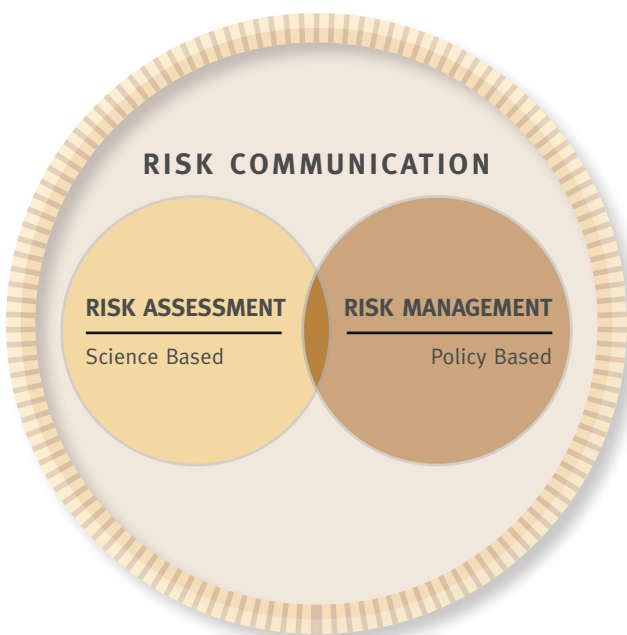 RISK COMMUNICATION
RISK ASSESSMENT
Science Based
RISK MANAGEMENT
Policy Based